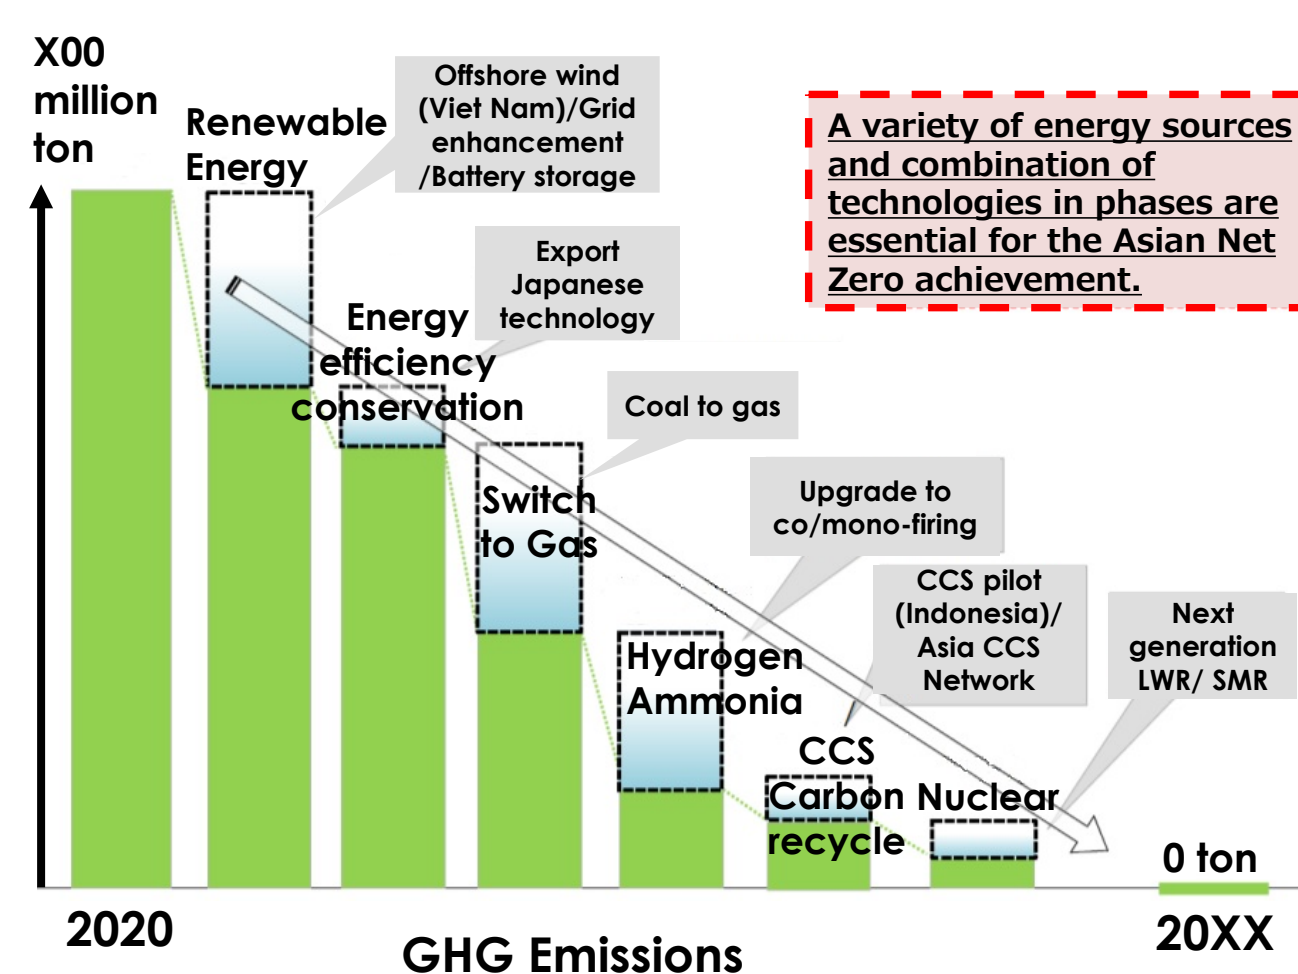 X00
million
ton
Renewable
Energy
Offshore wind
(Viet Nam)/Grid
enhancement
/Battery storage
A variety of energy sources
and combination of
technologies in phases are
essential for the Asian Net
Zero achievement.
Export
Japanese
technology
Energy
efficiency
conservation
Coal to gas
Switch
to Gas
Upgrade to
co/mono-firing
Hydrogen
Ammonia
CCS pilot
(Indonesia)/
Asia CCS
Network
Next
generation
LWR/ SMR
CCS
Carbon
recycle
Nuclear
0 ton
2020
20XX
GHG Emissions